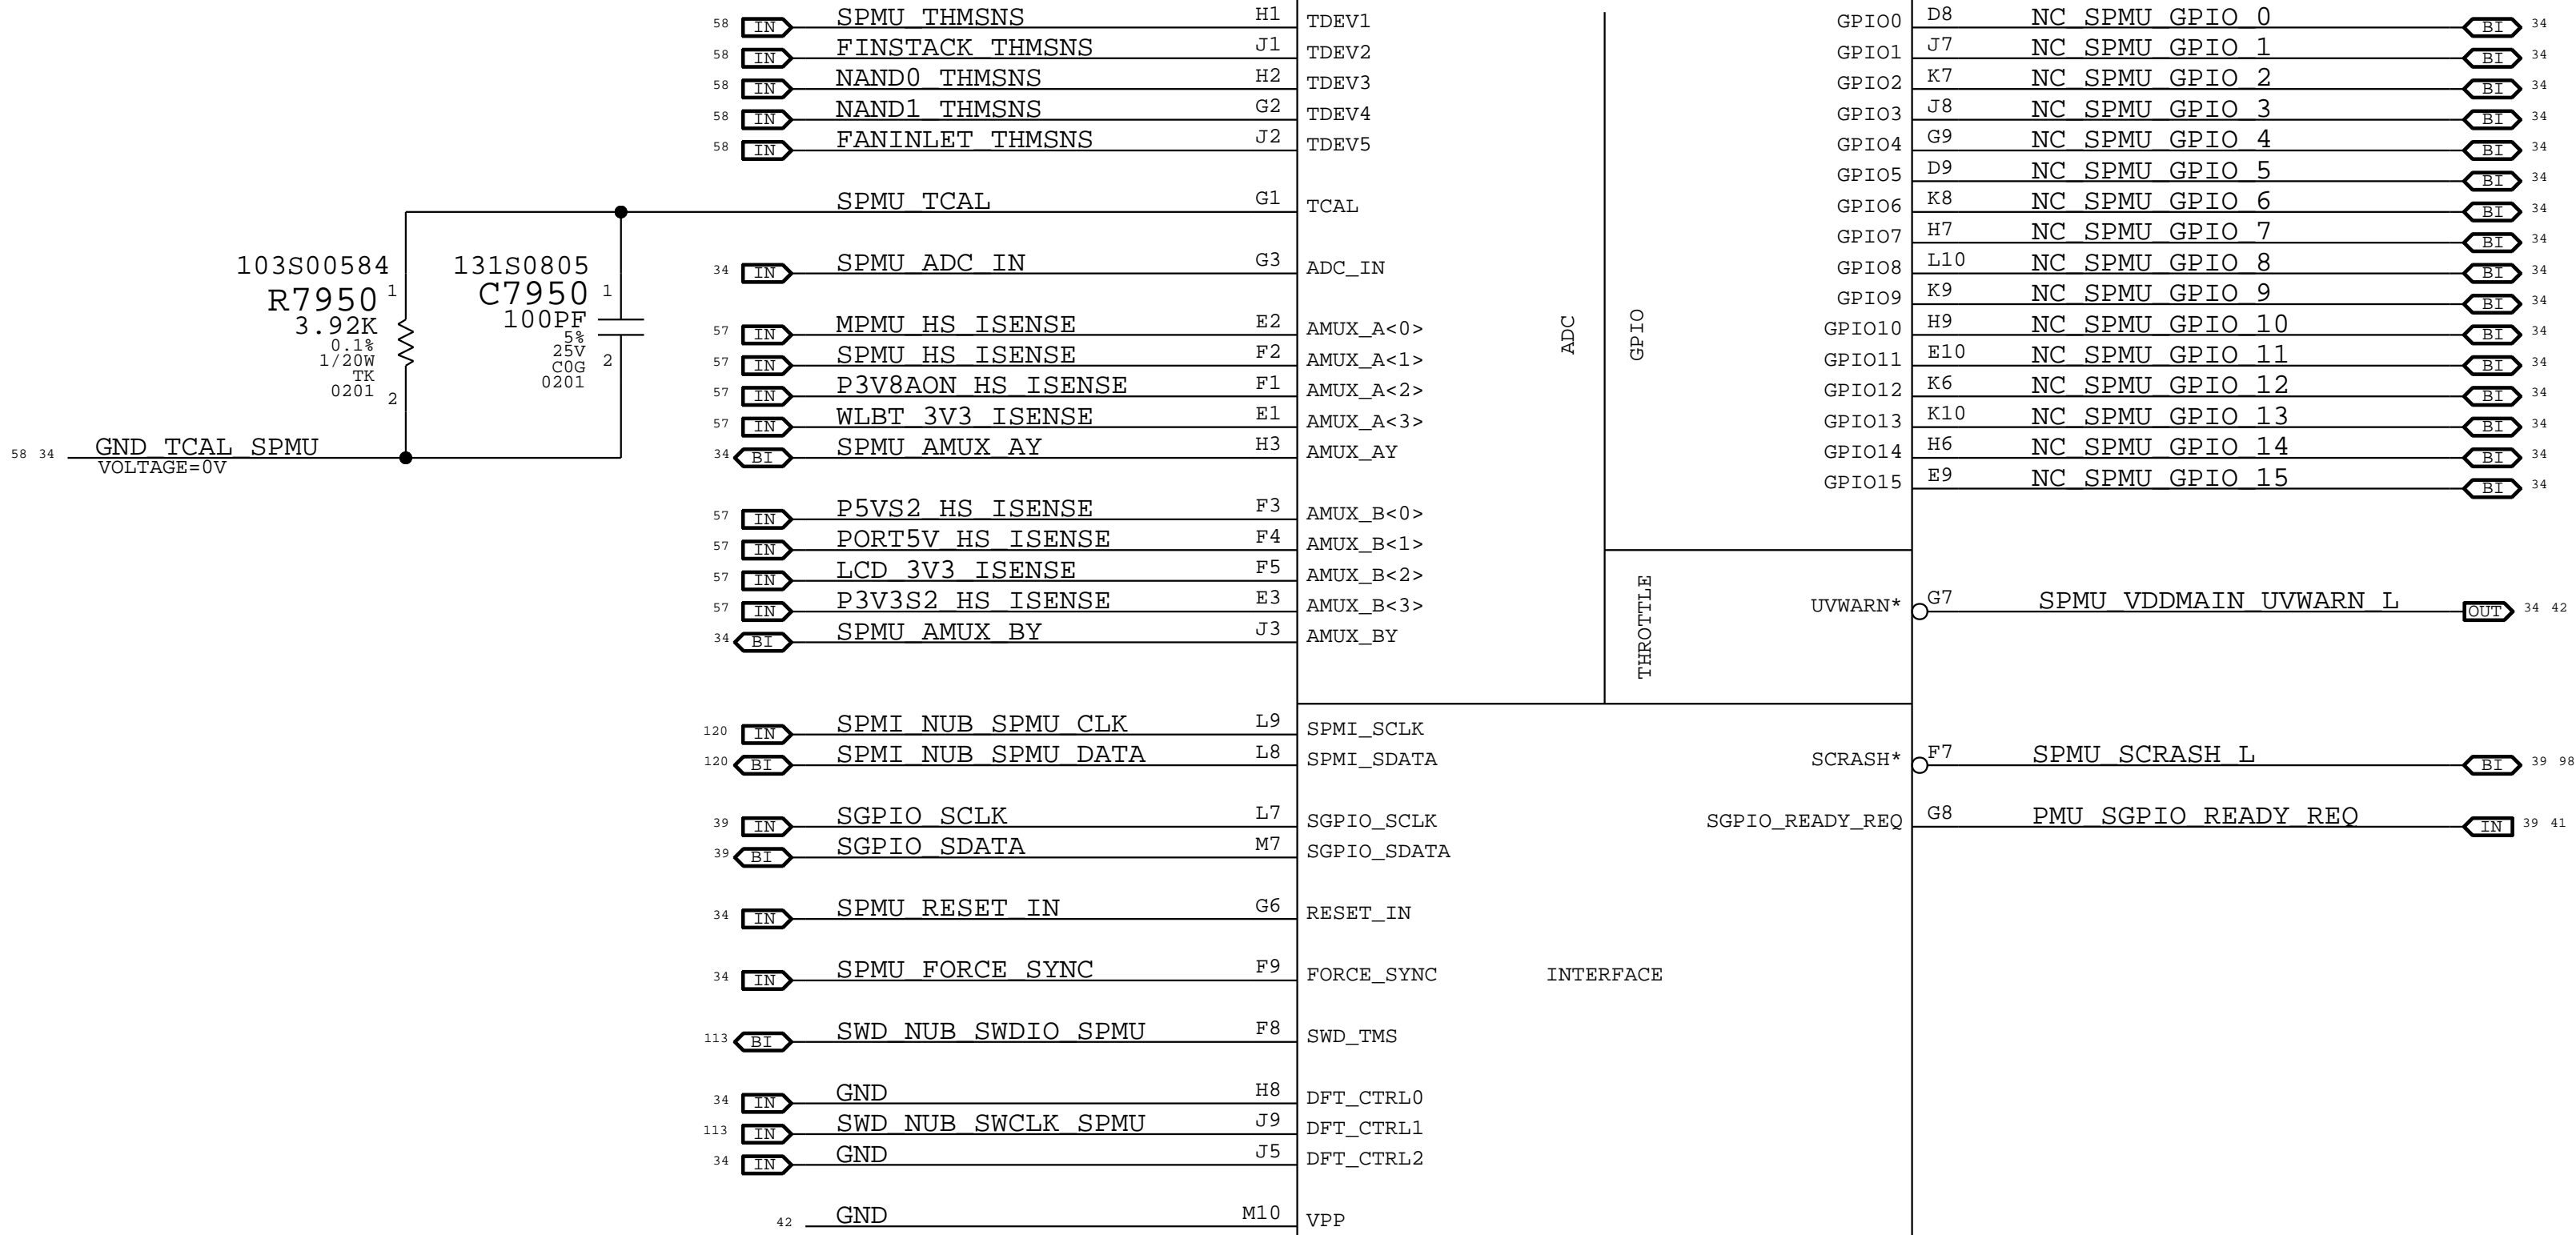 58 IN SPMU_THMSNS H1 TDEV1 GPIO0 D8 NC_SPMU_GPIO_0 BI 34
58 IN FINSTACK_THMSNS J1 TDEV2 GPIO1 J7 NC_SPMU_GPIO_1 BI 34
58 IN NAND0_THMSNS H2 TDEV3 GPIO2 K7 NC_SPMU_GPIO_2 BI 34
58 IN NAND1_THMSNS G2 TDEV4 GPIO3 J8 NC_SPMU_GPIO_3 BI 34
58 IN FANINLET_THMSNS J2 TDEV5 GPIO4 G9 NC_SPMU_GPIO_4 BI 34
GPIO5 D9 NC_SPMU_GPIO_5 BI 34
SPMU_TCAL G1 TCAL GPIO6 K8 NC_SPMU_GPIO_6 BI 34
GPIO7 H7 NC_SPMU_GPIO_7 BI 34
34 IN SPMU_ADC_IN G3 ADC_IN GPIO8 L10 NC_SPMU_GPIO_8 BI 34
GPIO9 K9 NC_SPMU_GPIO_9 BI 34
57 IN MPMU_HS_ISENSE E2 AMUX_A<0> GPIO10 H9 NC_SPMU_GPIO_10 BI 34
57 IN SPMU_HS_ISENSE F2 AMUX_A<1> GPIO11 E10 NC_SPMU_GPIO_11 BI 34
57 IN P3V8AON_HS_ISENSE F1 AMUX_A<2> GPIO12 K6 NC_SPMU_GPIO_12 BI 34
57 IN WLBT_3V3_ISENSE E1 AMUX_A<3> GPIO13 K10 NC_SPMU_GPIO_13 BI 34
34 BI SPMU_AMUX_AY H3 AMUX_AY GPIO14 H6 NC_SPMU_GPIO_14 BI 34
GPIO15 E9 NC_SPMU_GPIO_15 BI 34
ADC
GPIO
103S00584
R7950 1
3.92K
0.1%
1/20W
TK
0201
2
131S0805
C7950 1
100PF
5%
25V
C0G
0201
2
58 34 GND_TCAL_SPMU
VOLTAGE=0V
57 IN P5VS2_HS_ISENSE F3 AMUX_B<0>
57 IN PORT5V_HS_ISENSE F4 AMUX_B<1>
57 IN LCD_3V3_ISENSE F5 AMUX_B<2>
57 IN P3V3S2_HS_ISENSE E3 AMUX_B<3>
34 BI SPMU_AMUX_BY J3 AMUX_BY
THROTTLE
UVWARN* G7 SPMU_VDDMAIN_UVWARN_L OUT 34 42
120 IN SPMI_NUB_SPMU_CLK L9 SPMI_SCLK
120 BI SPMI_NUB_SPMU_DATA L8 SPMI_SDATA SCRASH* F7 SPMU_SCRASH_L BI 39 98
39 IN SGPIO_SCLK L7 SGPIO_SCLK SGPIO_READY_REQ G8 PMU_SGPIO_READY_REQ IN 39 41
39 BI SGPIO_SDATA M7 SGPIO_SDATA
34 IN SPMU_RESET_IN G6 RESET_IN
34 IN SPMU_FORCE_SYNC F9 FORCE_SYNC INTERFACE
113 BI SWD_NUB_SWDIO_SPMU F8 SWD_TMS
34 IN GND H8 DFT_CTRL0
113 IN SWD_NUB_SWCLK_SPMU J9 DFT_CTRL1
34 IN GND J5 DFT_CTRL2
42 GND M10 VPP